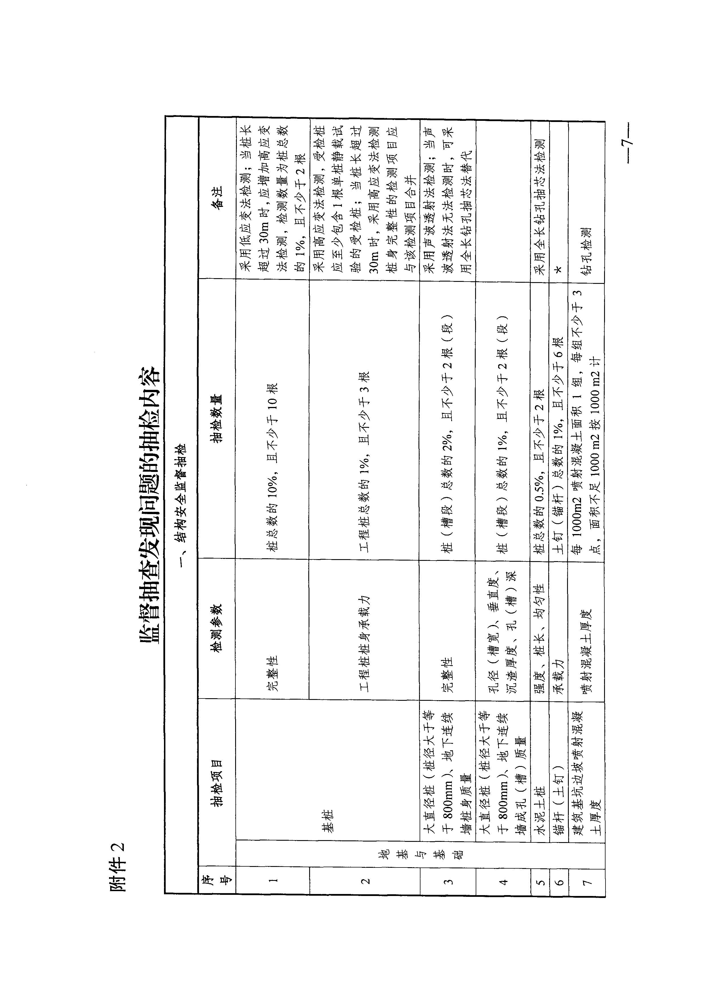 附件 2
监督抽查发现问题的抽检内容
一、结构安全监督抽检
序
号
抽检项目
检测参数
抽检数量
备注
地基与基础
1
基桩
完整性
桩总数的 10%，且不少于 10 根
采用低应变法检测；当桩长
超过 30m 时,应增加高应变
法检测，检测数量为桩总数
的 1%，且不少于 2 根
2
工程桩桩身承载力
工程桩总数的 1%，且不少于 3 根
采用高应变法检测，受检桩
应至少包含 1 根单桩静载试
验的受检桩；当桩长超过
30m 时，采用高应变法检测
桩身完整性的检测项目应
与该检测项目合并
3
大直径桩（桩径大于等
于 800mm）、地下连续
墙桩身质量
完整性
桩（槽段）总数的 2%，且不少于 2 根（段）
采用声波透射法检测；当声
波透射法无法检测时，可采
用全长钻孔抽芯法替代
4
大直径桩（桩径大于等
于 800mm）、地下连续
墙成孔（槽）质量
孔径（槽宽）、垂直度、
沉渣厚度、孔（槽）深
桩（槽段）总数的 1%，且不少于 2 根（段）
5
水泥土桩
强度、桩长、均匀性
桩总数的 0.5%，且不少于 2 根
采用全长钻孔抽芯法检测
6
锚杆（土钉）
承载力
土钉（锚杆）总数的 1%，且不少于 6 根
*
7
建筑基坑边坡喷射混凝
土厚度
喷射混凝土厚度
每 1000m2 喷射混凝土面积 1 组，每组不少于 3
点，面积不足 1000 m2 按 1000 m2 计
钻孔检测
—7—